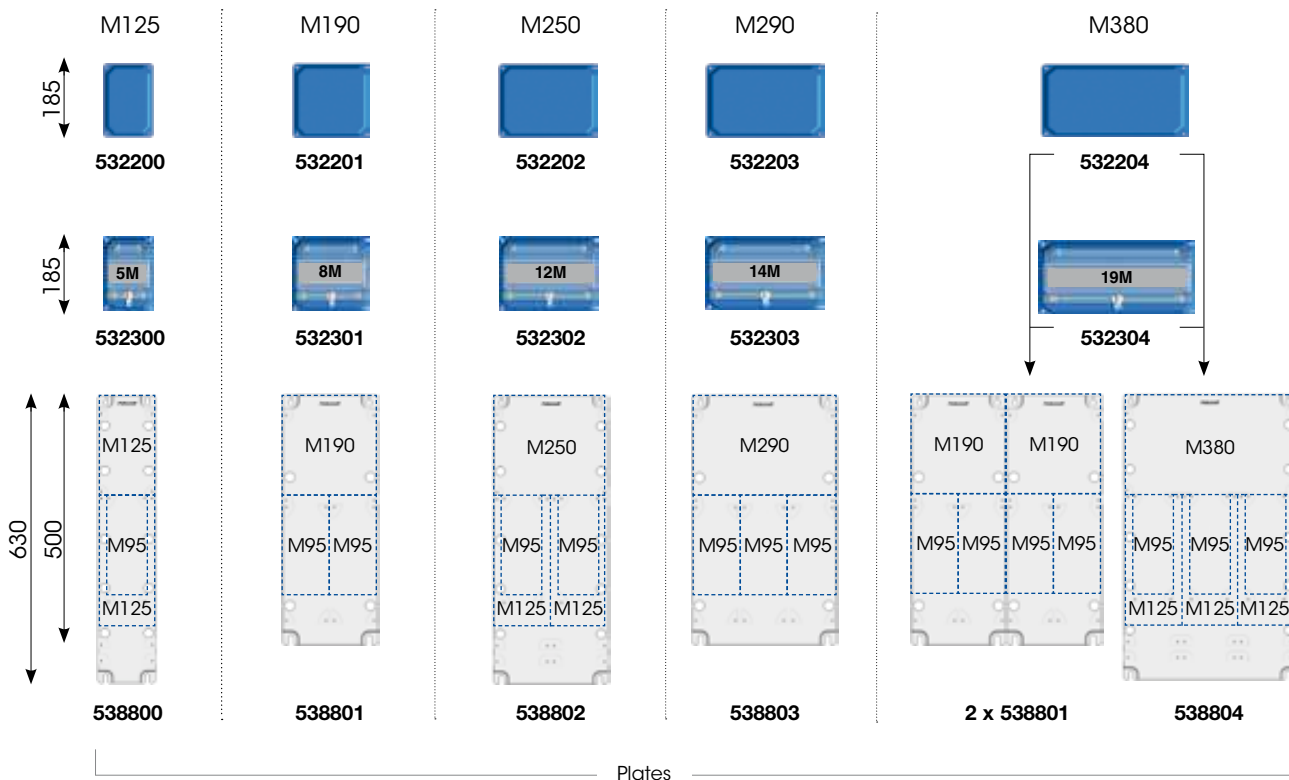 M125 M190 M250 M290 M380
185
532200 532201 532202 532203 532204
185
5M 8M 12M 14M 19M
532300 532301 532302 532303 532304
630
500
M125 M190 M250 M290 M190 M190 M380
M95 M95 M95 M95 M95 M95 M95 M95 M95 M95 M95 M95 M95 M95 M95
M125 M125 M125 M125 M125 M125
538800 538801 538802 538803 2 x 538801 538804
Plates